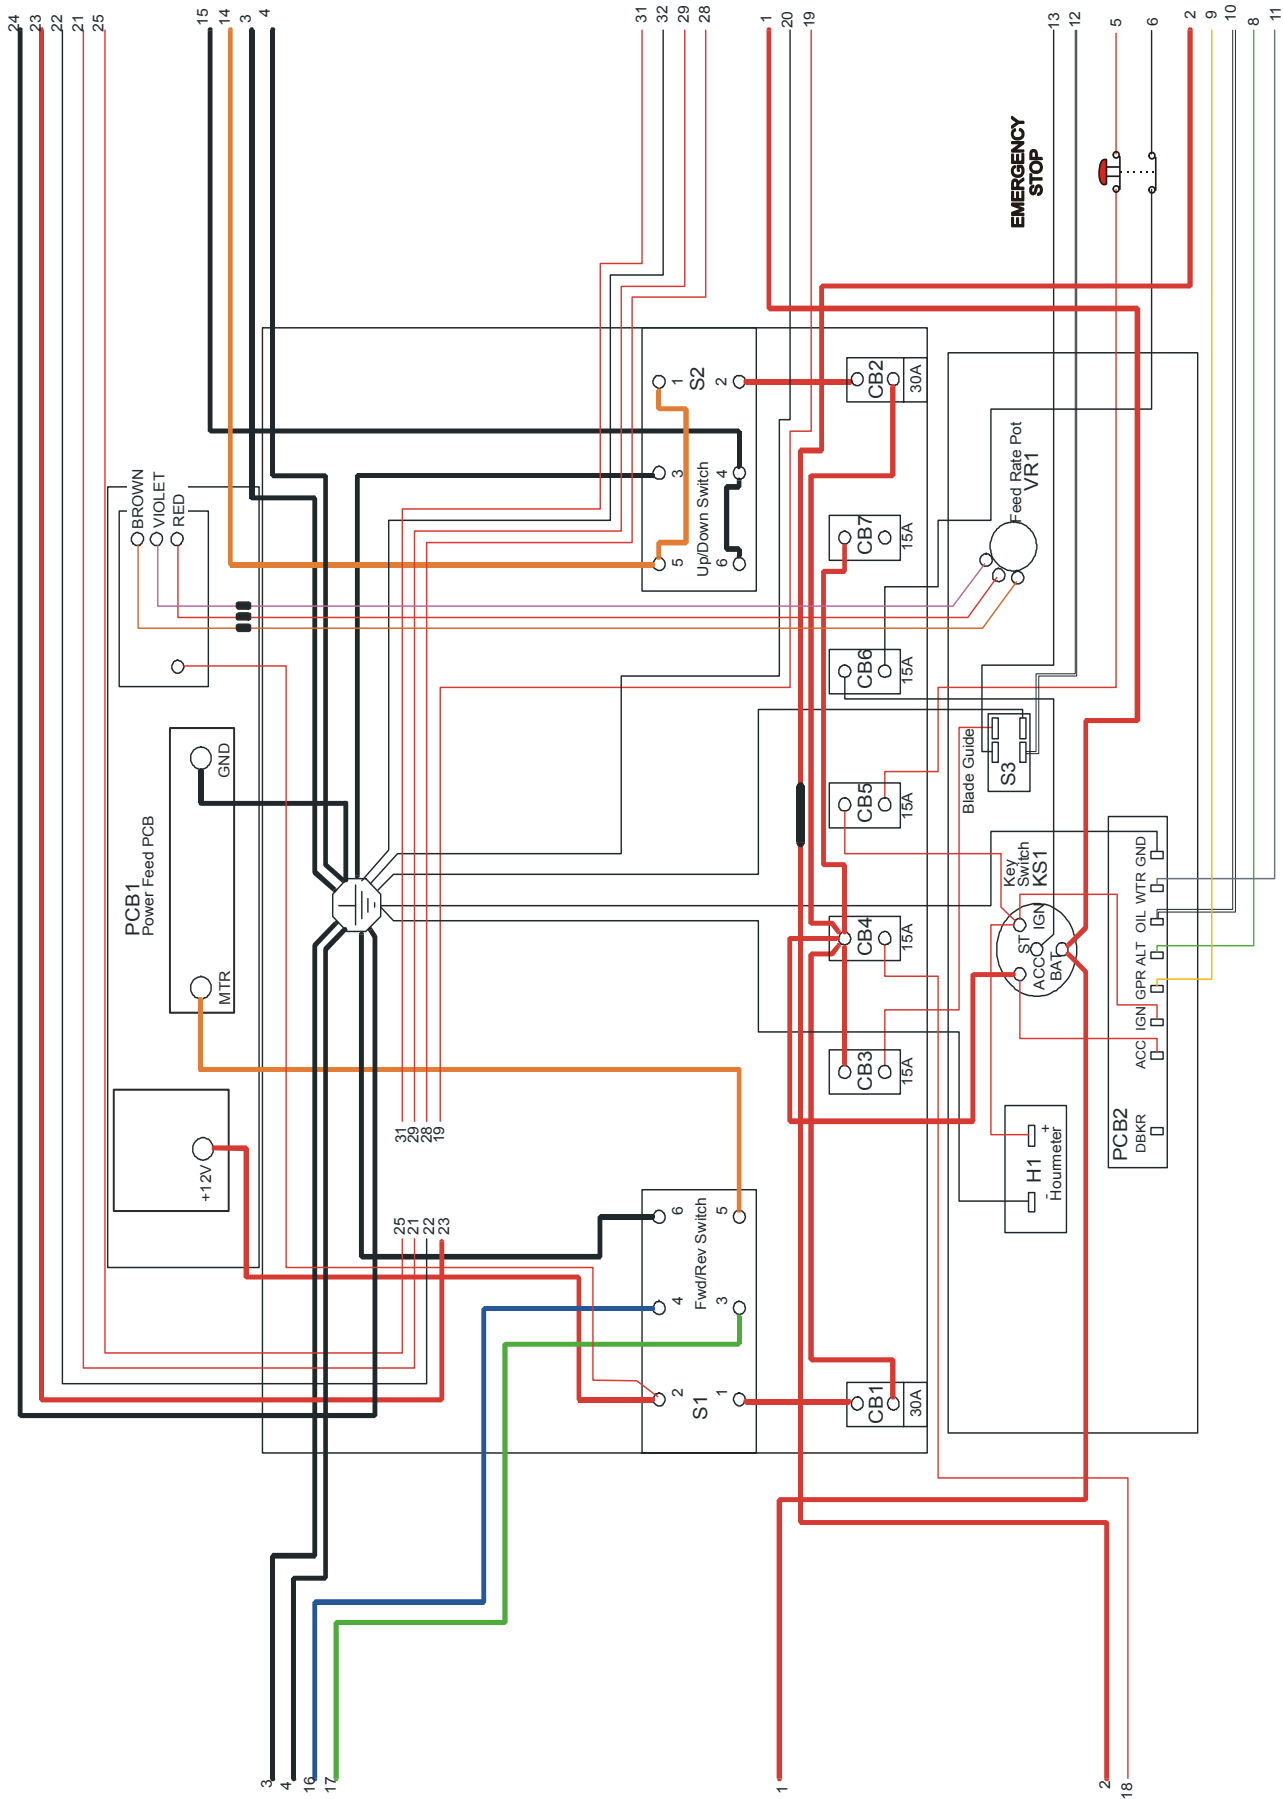 24
23
22
21
25
15
14
3
4
31
32
29
28
1
20
19
13
12
5
6
2
9
10
8
11
EMERGENCY
STOP
BROWN
VIOLET
RED
PCB1
Power Feed PCB
GND
MTR
+12V
S2
1
2
3
4
5
6
Up/Down Switch
CB2
30A
CB7
15A
CB6
15A
CB5
15A
CB4
15A
CB3
15A
CB1
30A
Feed Rate Pot
VR1
Blade Guide
S3
Key
Switch
KS1
IGN
ST
ACC
BAT
PCB2
DBKR
ACC
IGN
GPR
ALT
OIL
WTR
GND
H1
Hourmeter
-
+
31
29
28
19
25
21
22
23
S1
Fwd/Rev Switch
6
5
4
3
2
1
3
4
16
17
1
2
18